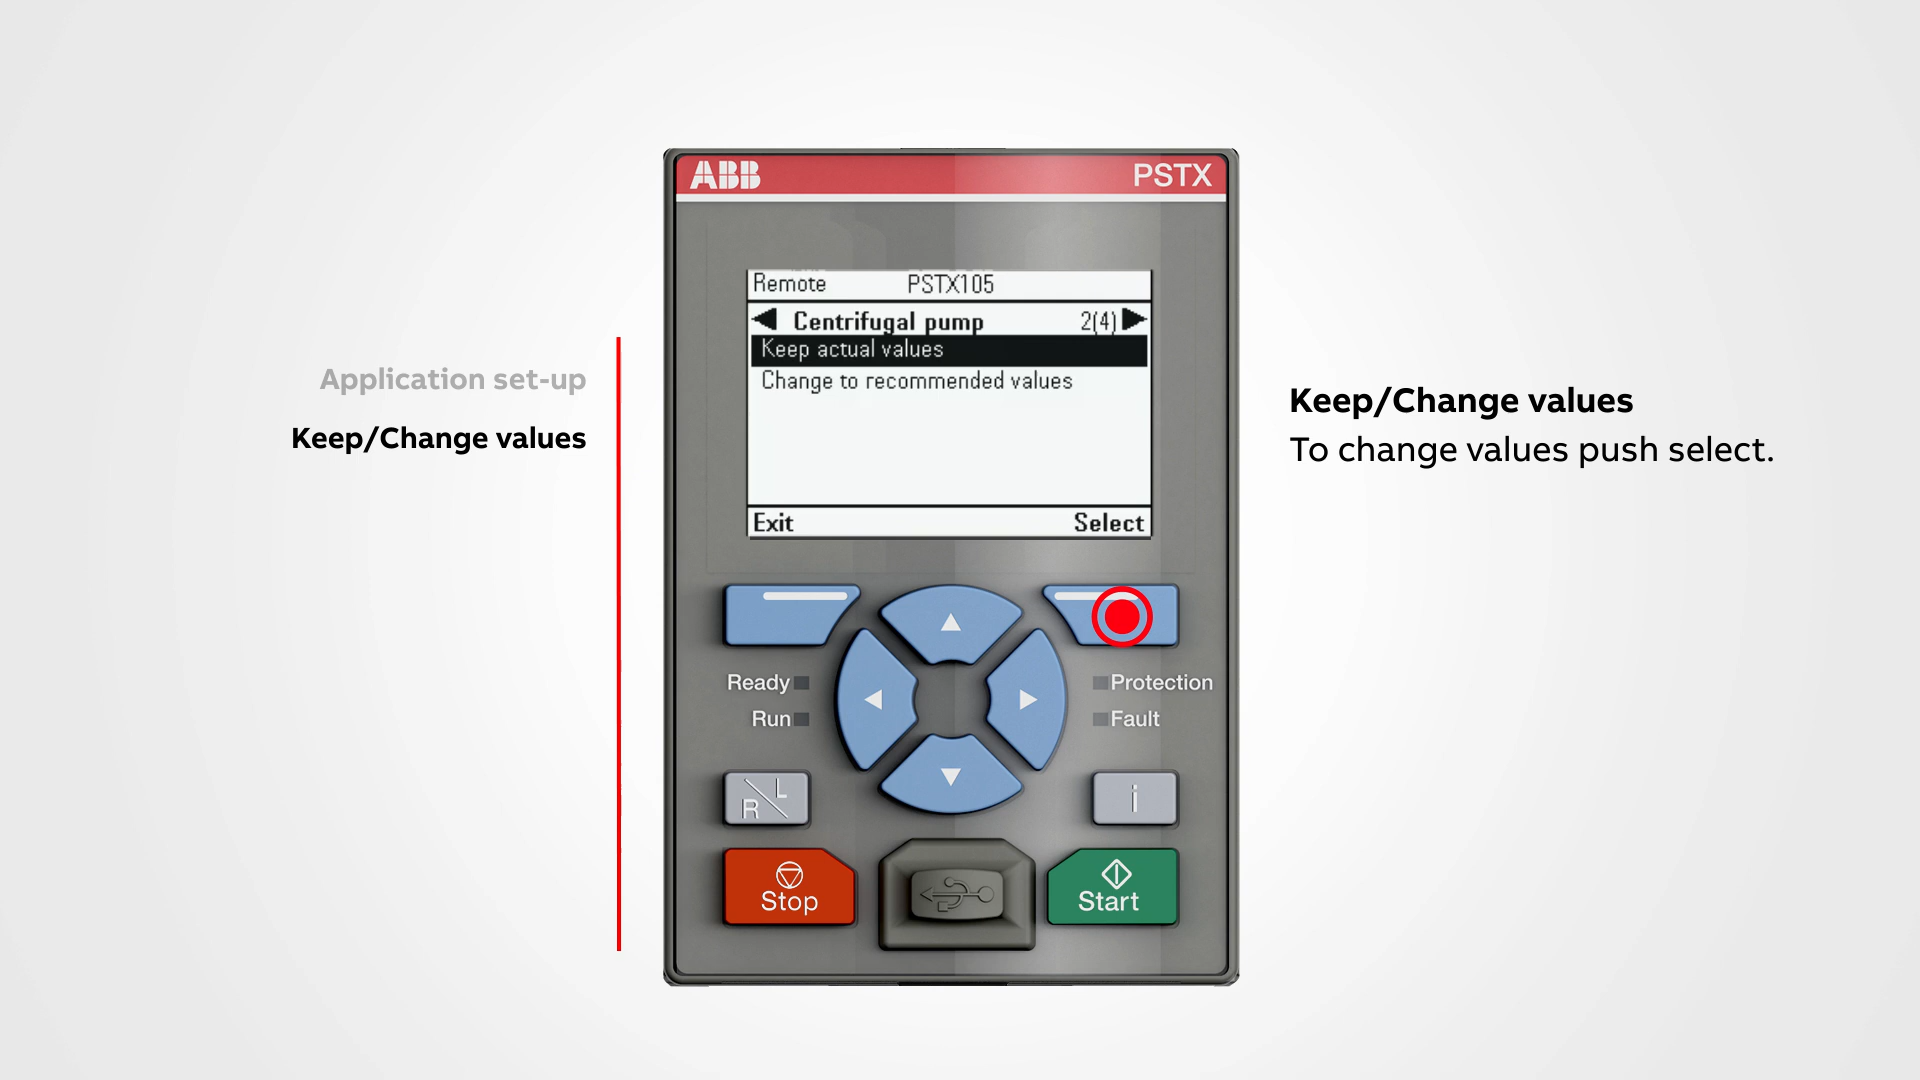 ABB
PSTX
Remote PSTX105
Centrifugal pump 2(4)
Keep actual values
Change to recommended values
Exit Select
Application set-up
Keep/Change values
Keep/Change values
To change values push select.
Ready
Run
Protection
Fault
R L
i
Stop
Start